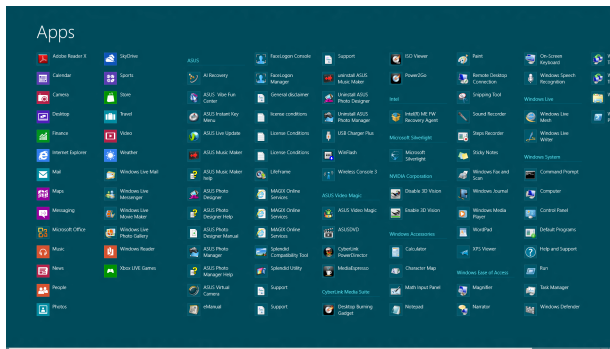 Apps
Adobe Reader X
Calendar
Camera
Desktop
Finance
Internet Explorer
Mail
Maps
Messaging
Microsoft Office
Music
News
People
Photos
SkyDrive
Sports
Store
Travel
Video
Weather
Windows Live Mail
Windows Live
Messenger
Windows Live
Movie Maker
Windows Live
Photo Gallery
Windows Reader
Xbox LIVE Games
ASUS
AI Recovery
ASUS Vibe Fun
Center
ASUS Instant Key
Menu
ASUS Live Update
ASUS Music Maker
ASUS Music Maker
help
ASUS Photo
Designer
ASUS Photo
Designer Help
ASUS Photo
Designer Manual
ASUS Photo
Manager
ASUS Photo
Manager Help
ASUS Virtual
Camera
eManual
FaceLogon Console
FaceLogon
Manager
General disclaimer
license conditions
License Conditions
License Conditions
LifeFrame
MAGIX Online
Services
MAGIX Online
Services
MAGIX Online
Services
Splendid
Compatibility Tool
Splendid Utility
Support
Support
Support
uninstall ASUS
Music Maker
Uninstall ASUS
Photo Designer
Uninstall ASUS
Photo Manager
USB Charger Plus
WinFlash
Wireless Console 3
ASUS Video Magic
ASUS Video Magic
ASUSDVD
CyberLink
PowerDirector
MediaEspresso
CyberLink Media Suite
Desktop Burning
Gadget
ISO Viewer
Power2Go
Intel
Intel(R) ME FW
Recovery Agent
Microsoft Silverlight
Microsoft
Silverlight
NVIDIA Corporation
Disable 3D Vision
Enable 3D Vision
Windows Accessories
Calculator
Character Map
Math Input Panel
Notepad
Paint
Remote Desktop
Connection
Snipping Tool
Sound Recorder
Steps Recorder
Sticky Notes
Windows Fax and
Scan
Windows Journal
Windows Media
Player
WordPad
XPS Viewer
Windows Ease of Access
Magnifier
Narrator
On-Screen
Keyboard
Windows Speech
Recognition
Windows Live
Windows Live
Mesh
Windows Live
Writer
Windows System
Command Prompt
Computer
Control Panel
Default Programs
Help and Support
Run
Task Manager
Windows Defender